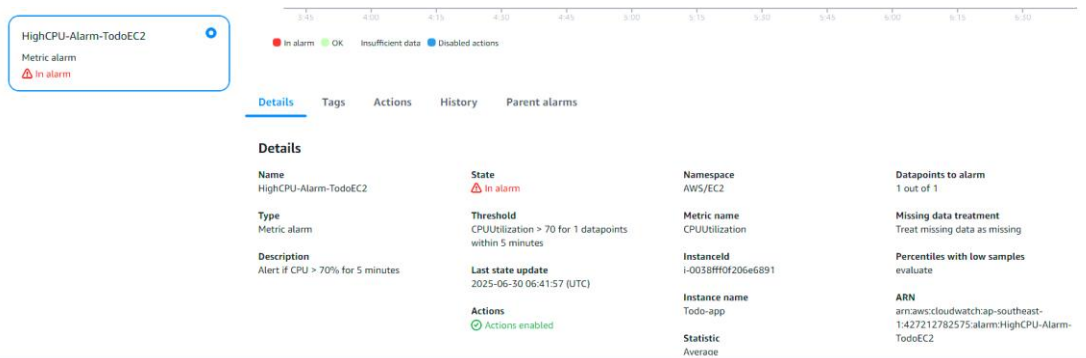 HighCPU-Alarm-TodoEC2
Metric alarm
In alarm
3:45 4:00 4:15 4:30 4:45 5:00 5:15 5:30 5:45 6:00 6:15 6:30
In alarm OK Insufficient data Disabled actions
Details Tags Actions History Parent alarms
Details
Name
HighCPU-Alarm-TodoEC2
Type
Metric alarm
Description
Alert if CPU > 70% for 5 minutes
State
In alarm
Threshold
CPUUtilization > 70 for 1 datapoints
within 5 minutes
Last state update
2025-06-30 06:41:57 (UTC)
Actions
Actions enabled
Namespace
AWS/EC2
Metric name
CPUUtilization
InstanceId
i-0038fff0f206e6891
Instance name
Todo-app
Statistic
Average
Datapoints to alarm
1 out of 1
Missing data treatment
Treat missing data as missing
Percentiles with low samples
evaluate
ARN
arn:aws:cloudwatch:ap-southeast-
1:427212782575:alarm:HighCPU-Alarm-
TodoEC2